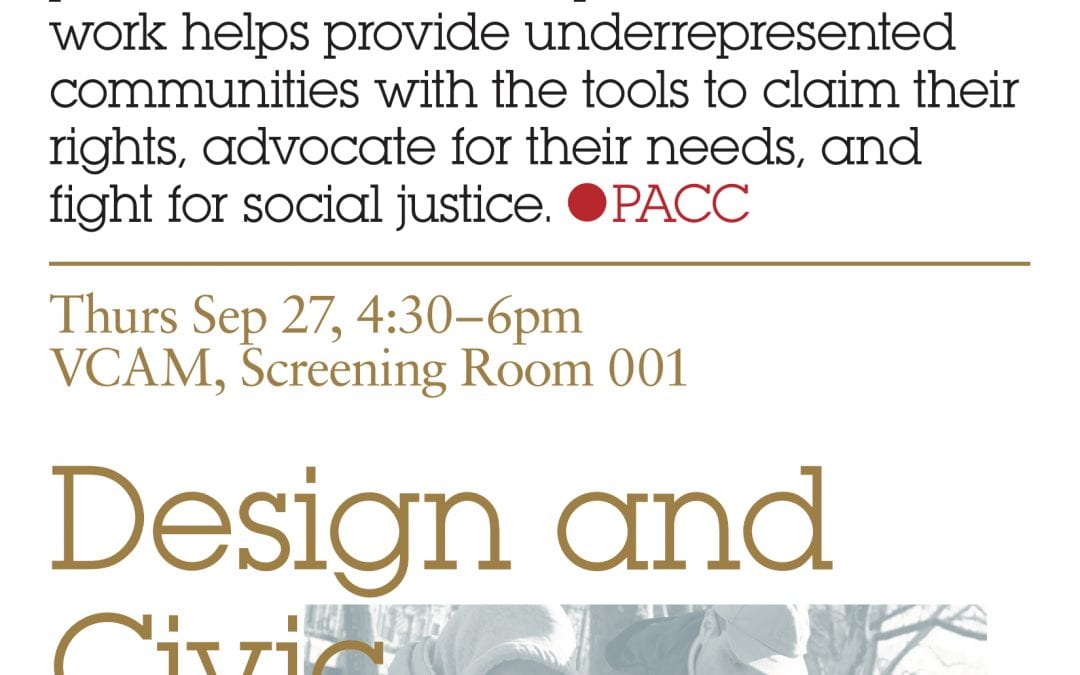 work helps provide underrepresented
communities with the tools to claim their
rights, advocate for their needs, and
fight for social justice. ●PACC
Thurs Sep 27, 4:30–6pm
VCAM, Screening Room 001
Design and
Civic